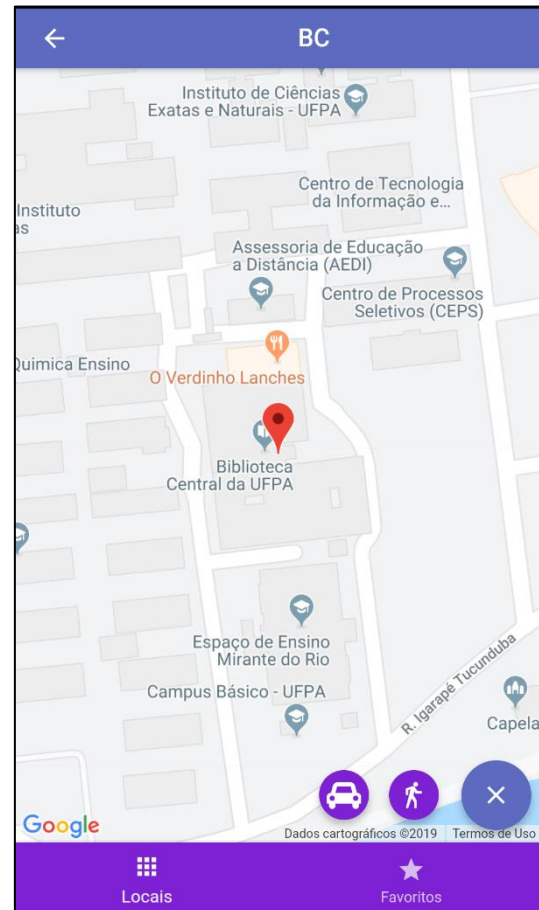 BC
Instituto de Ciências
Exatas e Naturais - UFPA
Centro de Tecnologia
da Informação e...
Instituto
as
Assessoria de Educação
a Distância (AEDI)
Centro de Processos
Seletivos (CEPS)
Quimica Ensino
O Verdinho Lanches
Biblioteca
Central da UFPA
Espaço de Ensino
Mirante do Rio
R. Igarapé Tucunduba
Campus Básico - UFPA
Capela
Google
Dados cartográficos ©2019
Termos de Uso
Locais
Favoritos